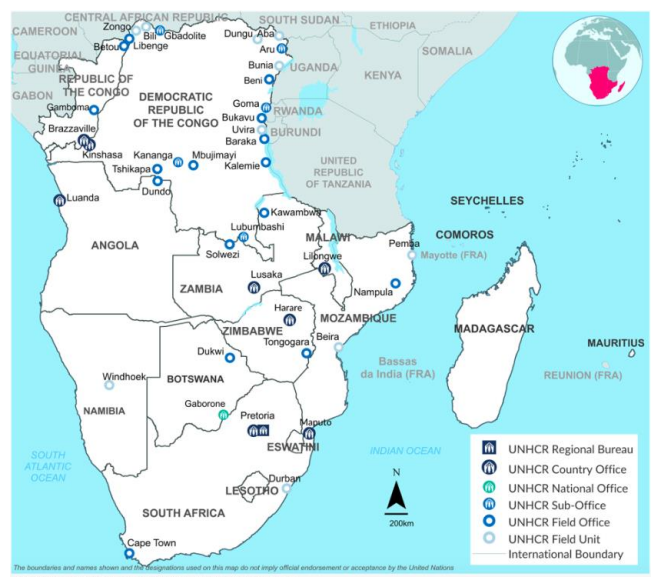 CENTRAL AFRICAN REPUBLIC
SOUTH SUDAN
ETHIOPIA
CAMEROON
Zongo
Bili
Gbadolite
Dungu
Aba
Betou
Libenge
Aru
SOMALIA
EQUATORIAL
GUINEA
Bunia
UGANDA
REPUBLIC OF
THE CONGO
Beni
KENYA
GABON
DEMOCRATIC
REPUBLIC
OF THE CONGO
Gamboma
Goma
RWANDA
Bukavu
Brazzaville
Uvira
BURUNDI
Baraka
Kinshasa
Kananga
Mbujimayi
Tshikapa
Kalemie
UNITED
REPUBLIC
OF TANZANIA
Dundo
Luanda
SEYCHELLES
Kawambwa
Lubumbashi
MALAWI
Pemba
COMOROS
ANGOLA
Solwezi
Lilongwe
Mayotte (FRA)
Lusaka
ZAMBIA
Nampula
Harare
MOZAMBIQUE
ZIMBABWE
MADAGASCAR
Tongogara
Beira
MAURITIUS
Dukwi
Bassas
da India (FRA)
REUNION (FRA)
Windhoek
BOTSWANA
NAMIBIA
Gaborone
Pretoria
Maputo
ESWATINI
SOUTH
ATLANTIC
OCEAN
INDIAN OCEAN
Durban
LESOTHO
SOUTH AFRICA
Cape Town
N
200km
UNHCR Regional Bureau
UNHCR Country Office
UNHCR National Office
UNHCR Sub-Office
UNHCR Field Office
UNHCR Field Unit
International Boundary
The boundaries and names shown and the designations used on this map do not imply official endorsement or acceptance by the United Nations